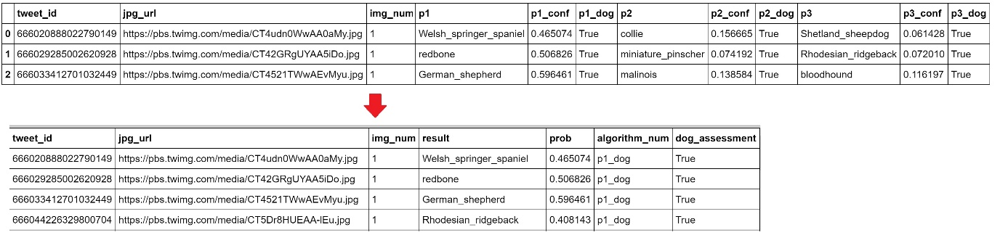 tweet_id jpg_url img_num p1 p1_conf p1_dog p2 p2_conf p2_dog p3 p3_conf p3_dog
0 666020888022790149 https://pbs.twimg.com/media/CT4udn0WwAA0aMy.jpg 1 Welsh_springer_spaniel 0.465074 True collie 0.156665 True Shetland_sheepdog 0.061428 True
1 666029285002620928 https://pbs.twimg.com/media/CT42GRgUYAA5iDo.jpg 1 redbone 0.506826 True miniature_pinscher 0.074192 True Rhodesian_ridgeback 0.072010 True
2 666033412701032449 https://pbs.twimg.com/media/CT4521TWwAEvMyu.jpg 1 German_shepherd 0.596461 True malinois 0.138584 True bloodhound 0.116197 True
tweet_id jpg_url img_num result prob algorithm_num dog_assessment
666020888022790149 https://pbs.twimg.com/media/CT4udn0WwAA0aMy.jpg 1 Welsh_springer_spaniel 0.465074 p1_dog True
666029285002620928 https://pbs.twimg.com/media/CT42GRgUYAA5iDo.jpg 1 redbone 0.506826 p1_dog True
666033412701032449 https://pbs.twimg.com/media/CT4521TWwAEvMyu.jpg 1 German_shepherd 0.596461 p1_dog True
666044226329800704 https://pbs.twimg.com/media/CT5Dr8HUEAA-lEu.jpg 1 Rhodesian_ridgeback 0.408143 p1_dog True